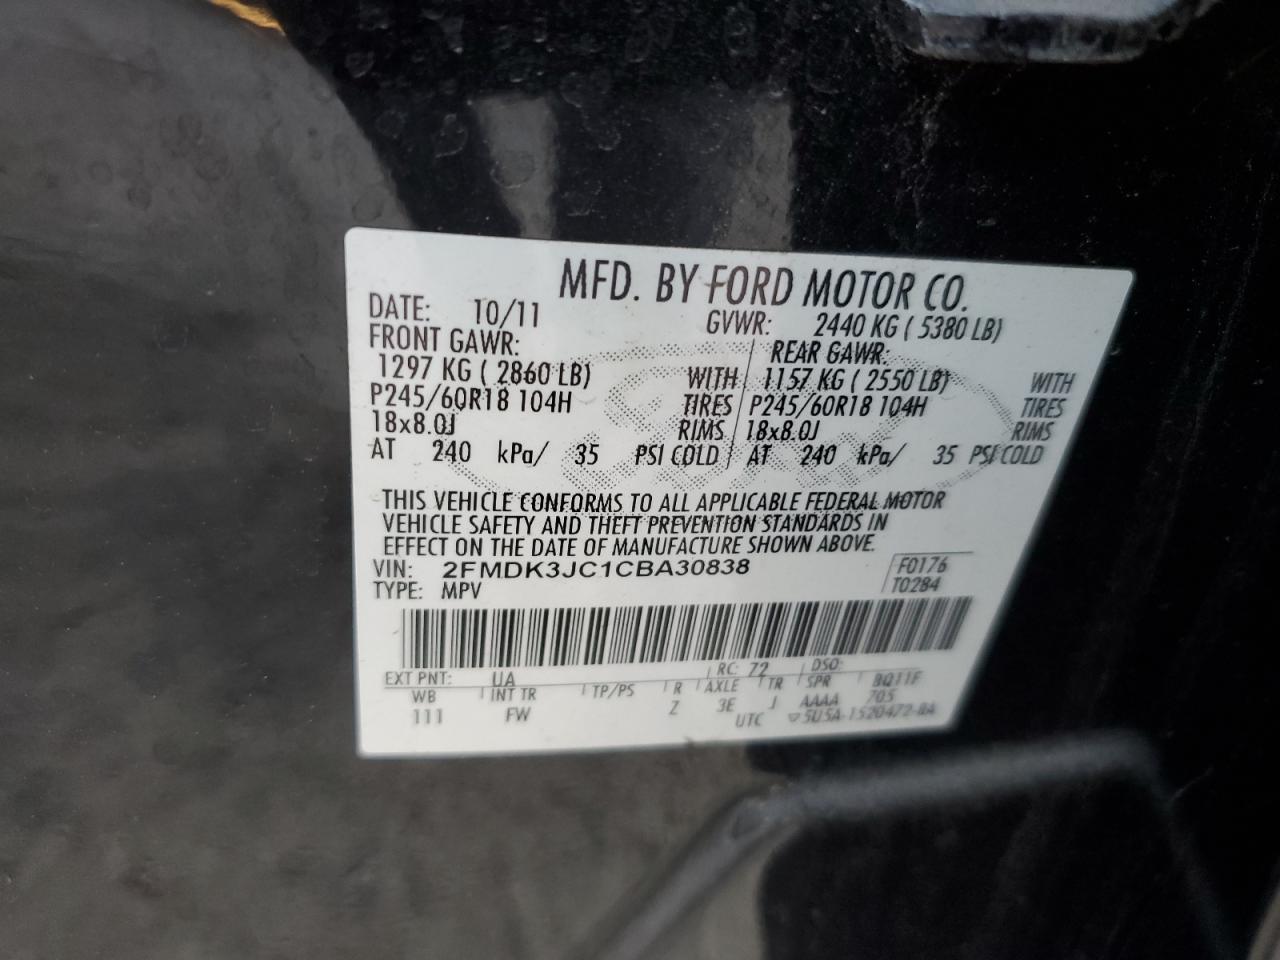 MFD. BY FORD MOTOR CO.
DATE: 10/11 GVWR: 2440 KG ( 5380 LB)
FRONT GAWR: REAR GAWR:
1297 KG ( 2860 LB) WITH 1157 KG ( 2550 LB) WITH
P245/60R18 104H TIRES P245/60R18 104H TIRES
18x8.0J RIMS 18x8.0J RIMS
AT 240 kPa/ 35 PSI COLD AT 240 kPa/ 35 PSI COLD
THIS VEHICLE CONFORMS TO ALL APPLICABLE FEDERAL MOTOR
VEHICLE SAFETY AND THEFT PREVENTION STANDARDS IN
EFFECT ON THE DATE OF MANUFACTURE SHOWN ABOVE.
VIN: 2FMDK3JC1CBA30838 F0176
TYPE: MPV T0284
EXT PNT: UA RC: 72 DSO:
WB INT TR TP/PS R AXLE TR SPR BQ11F
111 FW Z 3E J AAAA 705
UTC 5U5A-1520472-BA